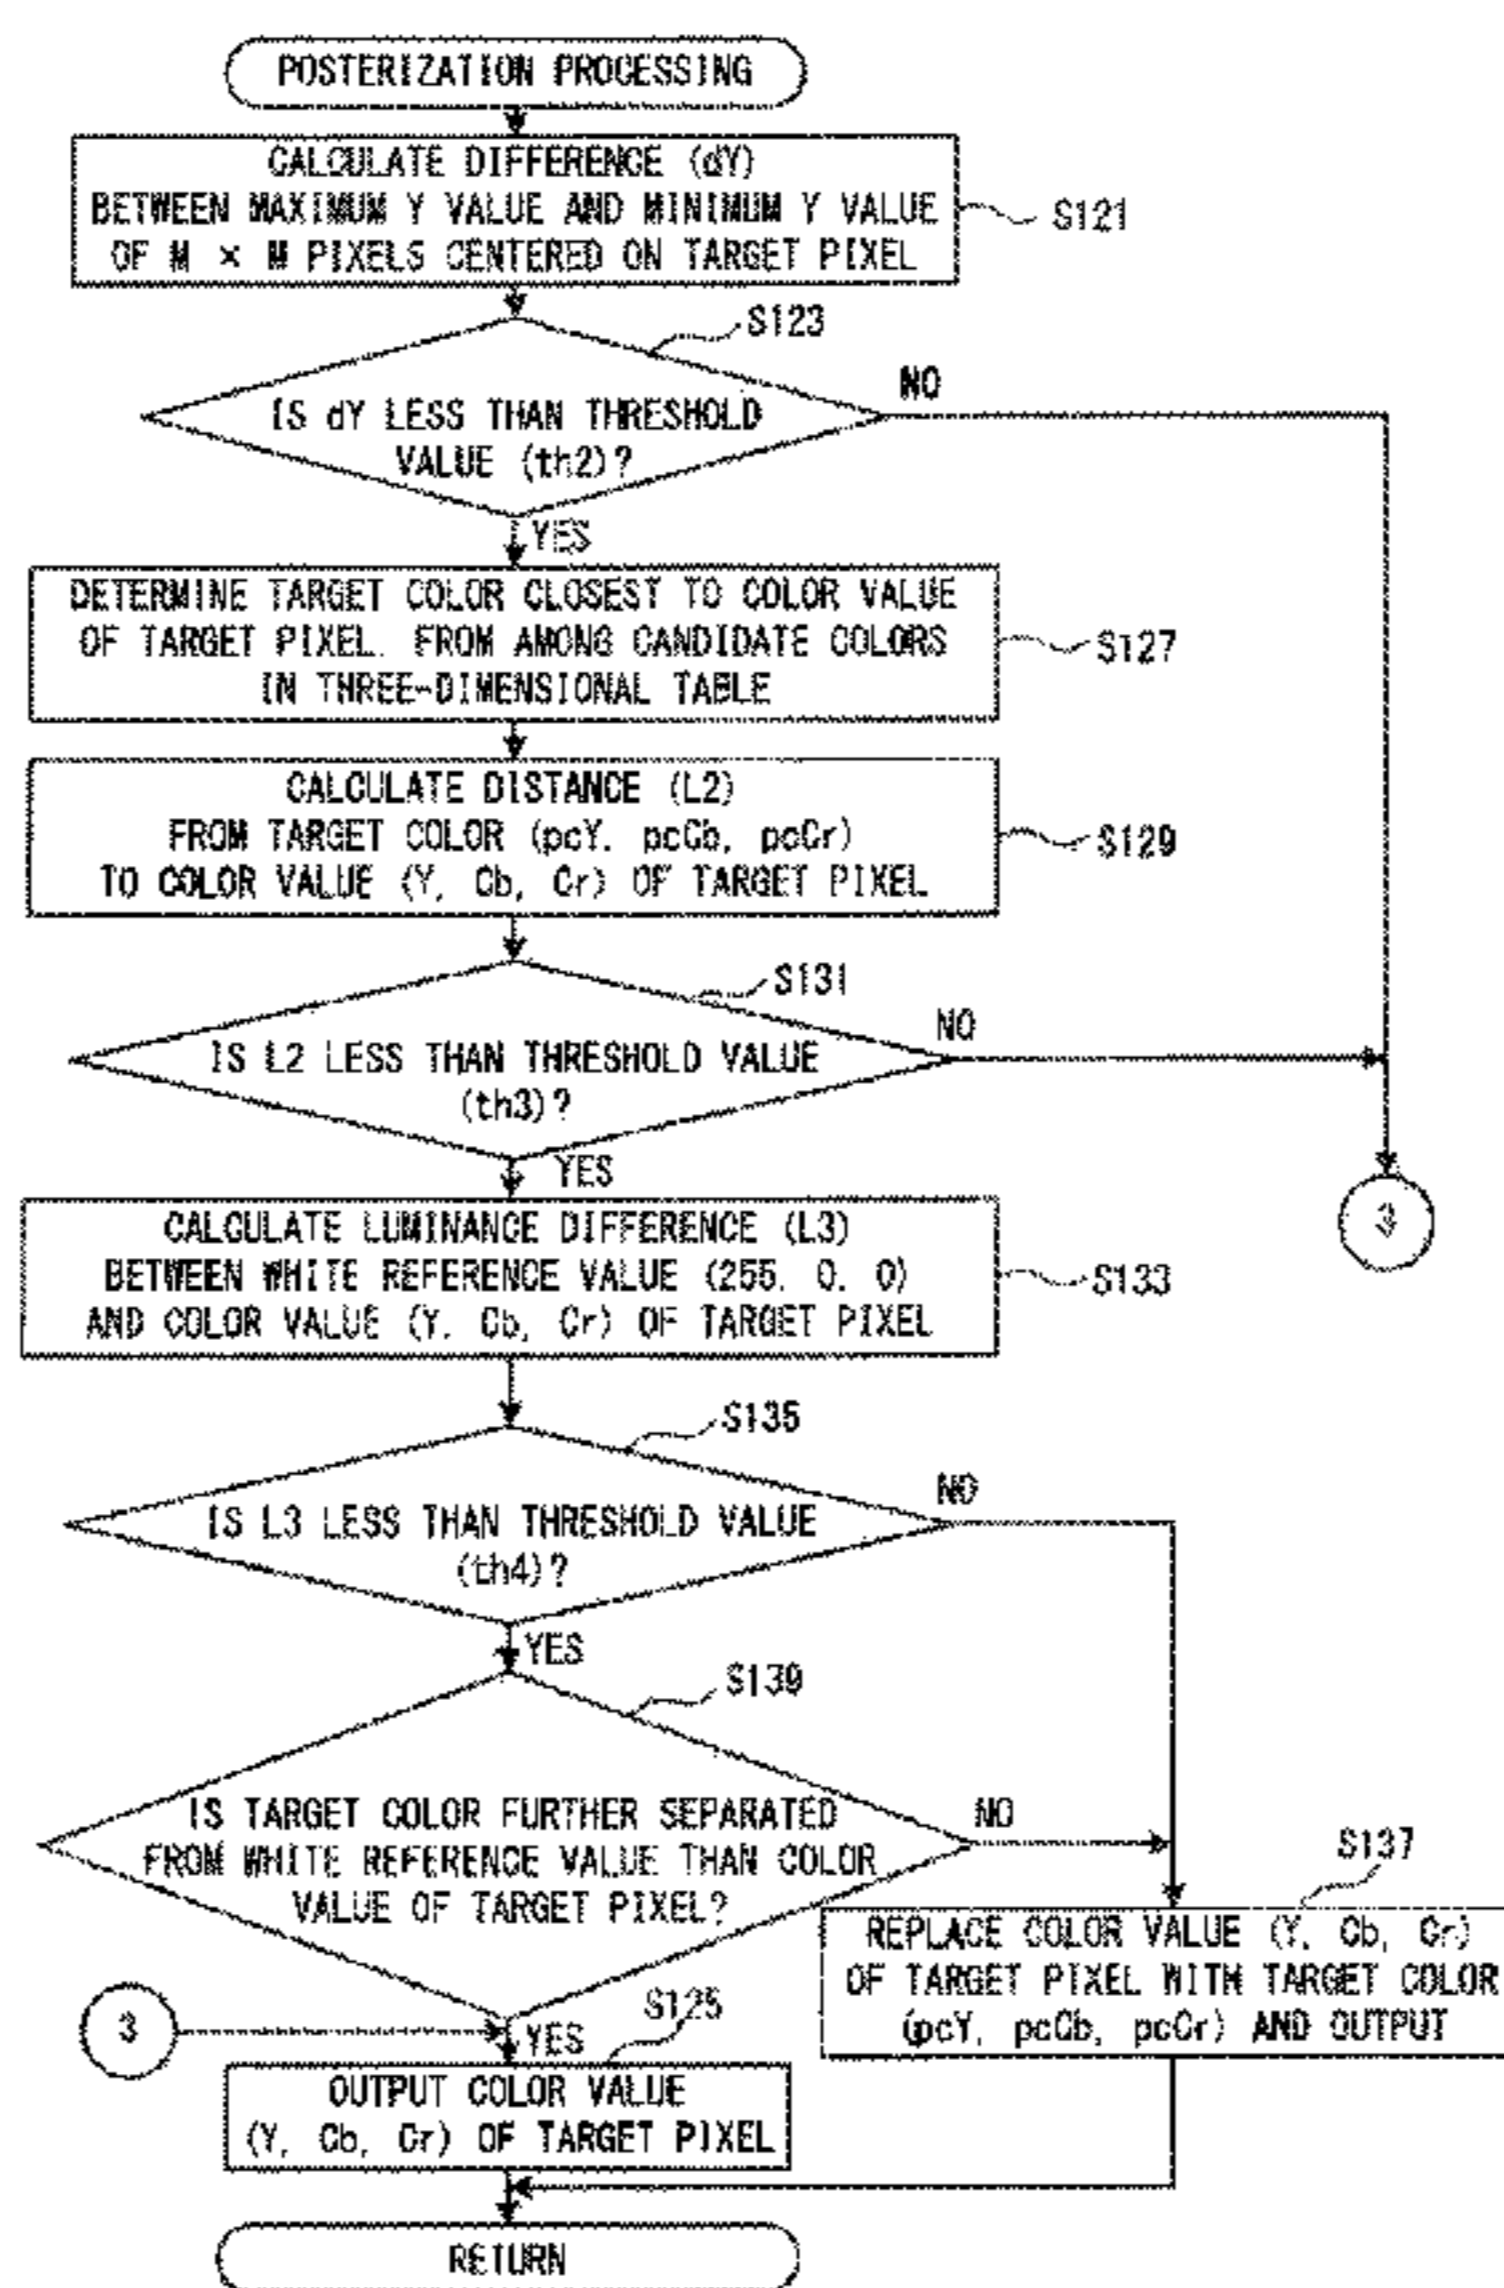 POSTERIZATION PROCESSING
CALCULATE DIFFERENCE (dY)
BETWEEN MAXIMUM Y VALUE AND MINIMUM Y VALUE
OF M × M PIXELS CENTERED ON TARGET PIXEL
S121
S123
IS dY LESS THAN THRESHOLD
VALUE (th2)?
NO
YES
DETERMINE TARGET COLOR CLOSEST TO COLOR VALUE
OF TARGET PIXEL. FROM AMONG CANDIDATE COLORS
IN THREE-DIMENSIONAL TABLE
S127
CALCULATE DISTANCE (L2)
FROM TARGET COLOR (pcY, pcCb, pcCr)
TO COLOR VALUE (Y, Cb, Cr) OF TARGET PIXEL
S129
S131
IS L2 LESS THAN THRESHOLD VALUE
(th3)?
NO
YES
3
CALCULATE LUMINANCE DIFFERENCE (L3)
BETWEEN WHITE REFERENCE VALUE (255, 0, 0)
AND COLOR VALUE (Y, Cb, Cr) OF TARGET PIXEL
S133
S135
IS L3 LESS THAN THRESHOLD VALUE
(th4)?
NO
YES
S139
IS TARGET COLOR FURTHER SEPARATED
FROM WHITE REFERENCE VALUE THAN COLOR
VALUE OF TARGET PIXEL?
NO
S137
REPLACE COLOR VALUE (Y, Cb, Cr)
OF TARGET PIXEL WITH TARGET COLOR
(pcY, pcCb, pcCr) AND OUTPUT
3
YES
S125
OUTPUT COLOR VALUE
(Y, Cb, Cr) OF TARGET PIXEL
RETURN